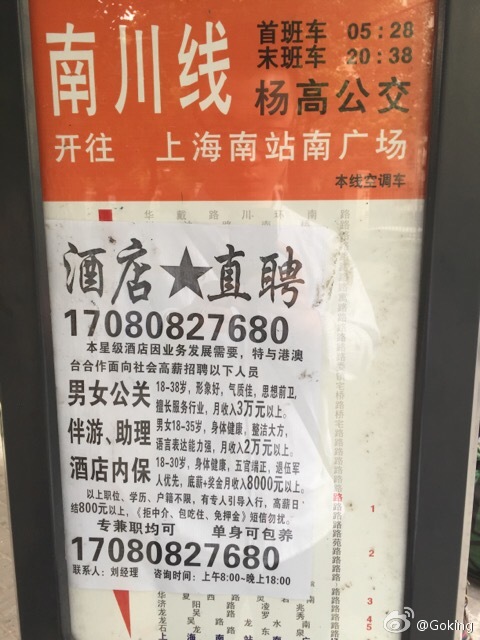 南川线
首班车 05:28
末班车 20:38
杨高公交
开往 上海南站南广场
本线空调车
华 戴 路 川 环 南
酒店★直聘
17080827680
本星级酒店因业务发展需要，特与港澳
台合作面向社会高薪招聘以下人员
男女公关 18-38岁，形象好，气质佳，思想前卫，
擅长服务行业，月收入3万元以上。
伴游、助理 男女18-35岁，身体健康，整洁大方，
语言表达能力强，月收入2万元以上。
酒店内保 18-30岁，身体健康，五官端正，退伍军
人优先，底薪+奖金月收入8000元以上。
以上职位、学历、户籍不限，有专人引导入行，高薪日
结800元以上，《拒中介、包吃住、免押金》短信勿扰。
专兼职均可 单身可包养
17080827680
联系人：刘经理 咨询时间：上午8:00-晚上18:00
1
2
3
45
@Goking